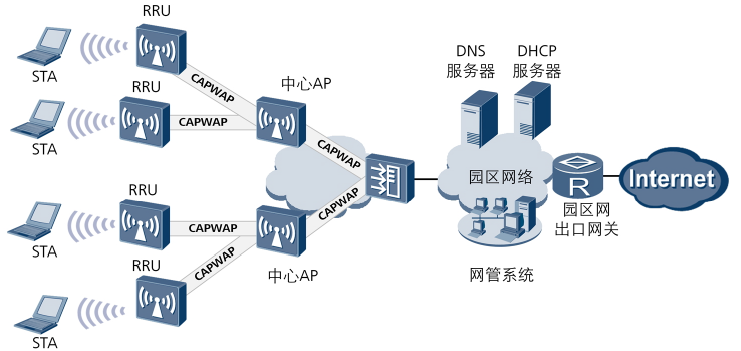 RRU
STA
CAPWAP
RRU
STA
CAPWAP
中心AP
CAPWAP
DNS
服务器
DHCP
服务器
园区网络
R
Internet
园区网
出口网关
网管系统
RRU
STA
CAPWAP
CAPWAP
中心AP
RRU
CAPWAP
STA